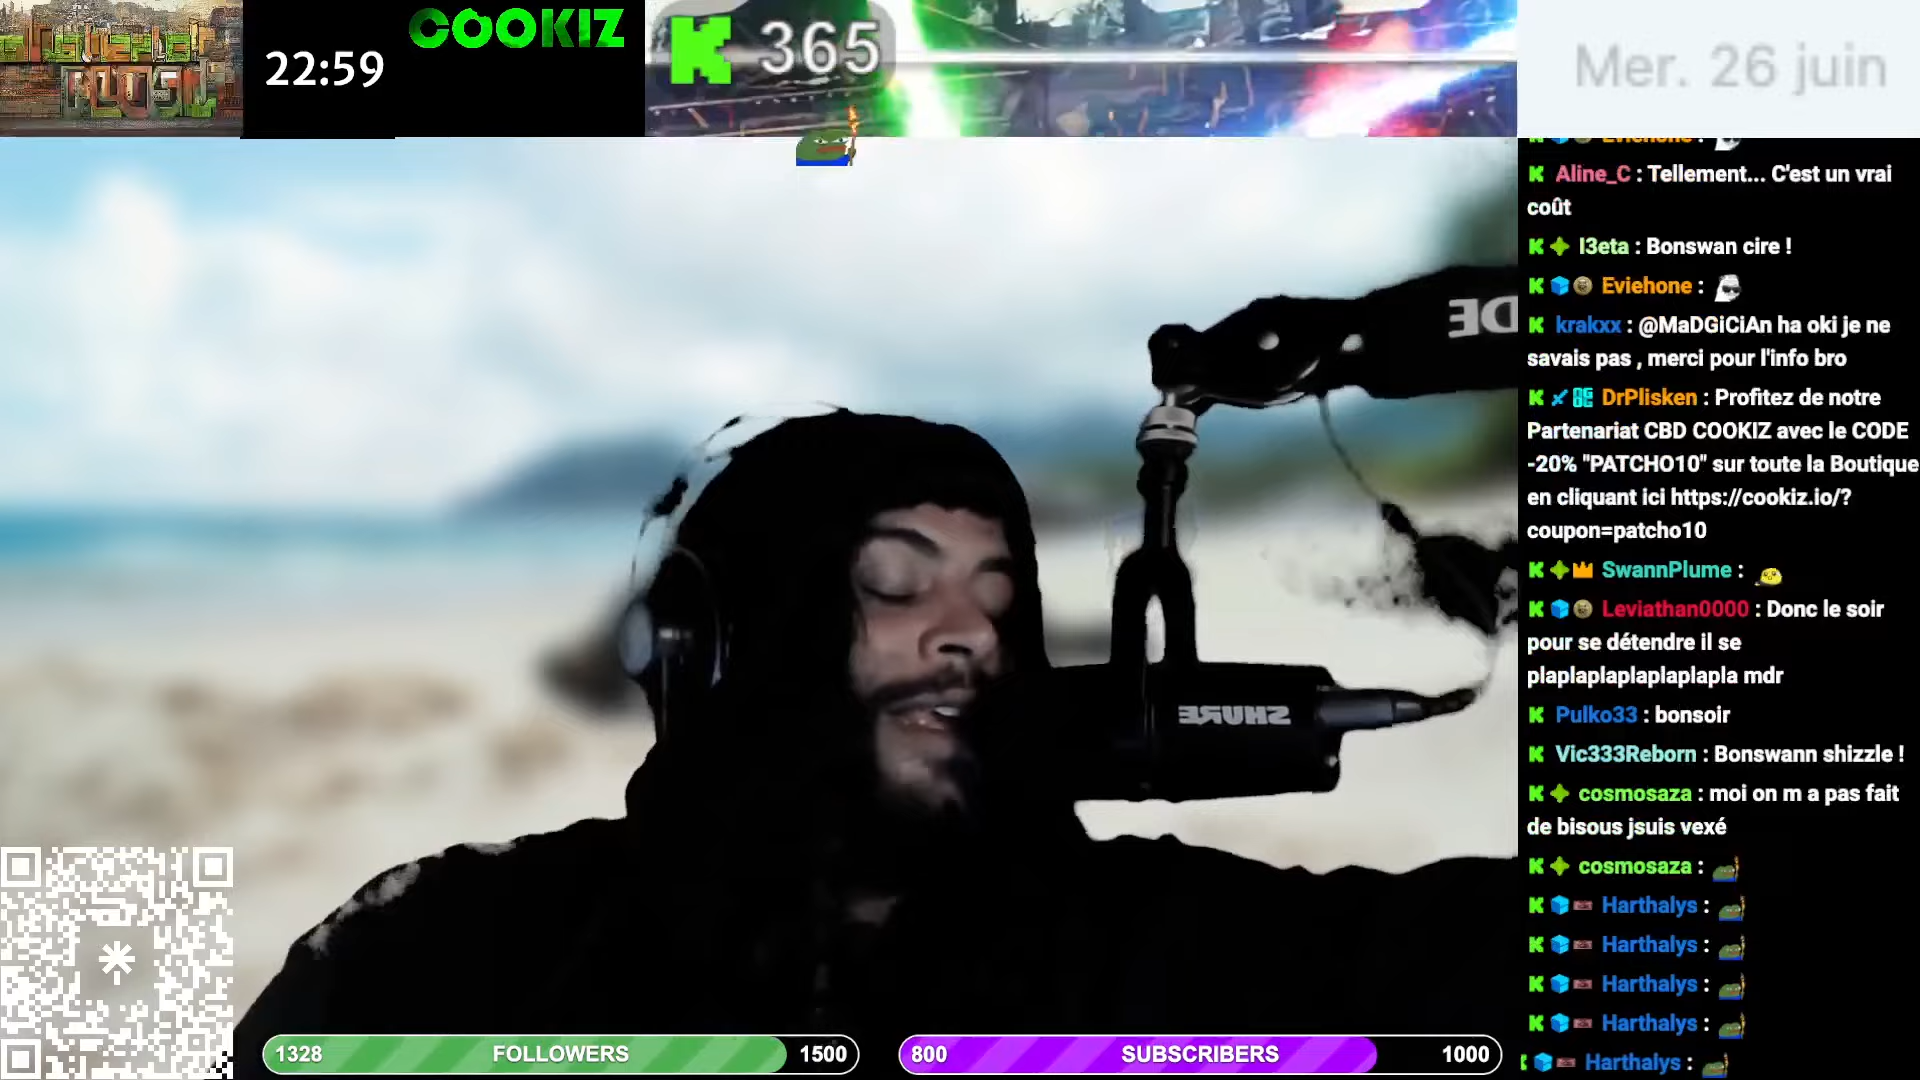 22:59
COOKIZ
K 365
Mer. 26 juin
Eviehone :
Aline_C : Tellement... C'est un vrai
coût
l3eta : Bonswan cire !
Eviehone :
krakxx : @MaDGiCiAn ha oki je ne
savais pas , merci pour l'info bro
DrPlisken : Profitez de notre
Partenariat CBD COOKIZ avec le CODE
-20% "PATCHO10" sur toute la Boutique
en cliquant ici https://cookiz.io/?
coupon=patcho10
SwannPlume :
Leviathan0000 : Donc le soir
pour se détendre il se
plaplaplaplaplaplapla mdr
Pulko33 : bonsoir
Vic333Reborn : Bonswann shizzle !
cosmosaza : moi on m a pas fait
de bisous jsuis vexé
cosmosaza :
Harthalys :
Harthalys :
Harthalys :
Harthalys :
Harthalys :
DE
SHURE
1328 FOLLOWERS 1500
800 SUBSCRIBERS 1000